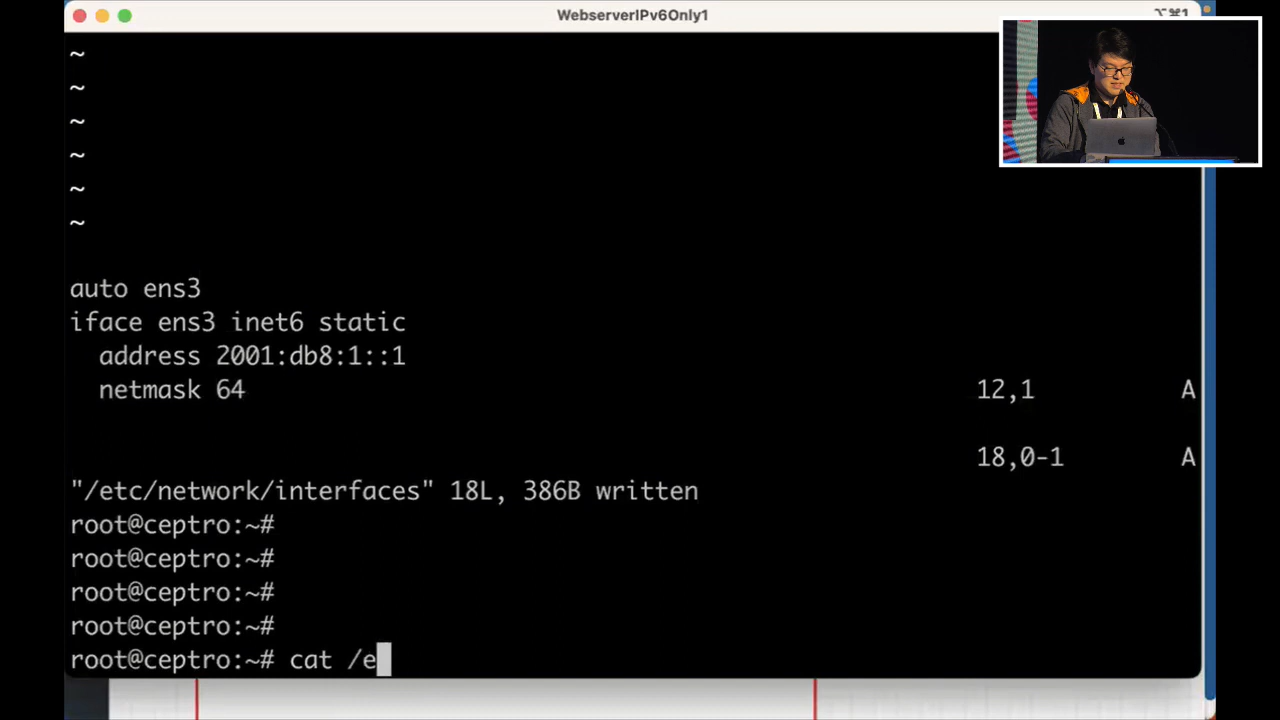 WebserverIPv6Only1
⌥⌘1
~
~
~
~
~
~
auto ens3
iface ens3 inet6 static
  address 2001:db8:1::1
  netmask 64 12,1 A
18,0-1 A
"/etc/network/interfaces" 18L, 386B written
root@ceptro:~#
root@ceptro:~#
root@ceptro:~#
root@ceptro:~#
root@ceptro:~# cat /e